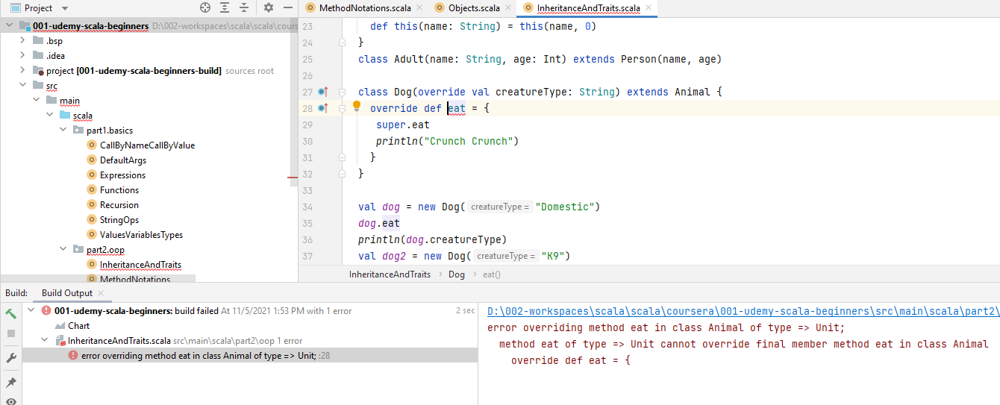 Project
MethodNotations.scala
Objects.scala
InheritanceAndTraits.scala
001-udemy-scala-beginners D:\002-workspaces\scala\scala\cours
.bsp
.idea
project [001-udemy-scala-beginners-build] sources root
src
main
scala
part1.basics
CallByNameCallByValue
DefaultArgs
Expressions
Functions
Recursion
StringOps
ValuesVariablesTypes
part2.oop
InheritanceAndTraits
MethodNotations
23 def this(name: String) = this(name, 0)
24 }
25 class Adult(name: String, age: Int) extends Person(name, age)
26
27 class Dog(override val creatureType: String) extends Animal {
28 override def eat = {
29 super.eat
30 println("Crunch Crunch")
31 }
32 }
33
34 val dog = new Dog( creatureType = "Domestic")
35 dog.eat
36 println(dog.creatureType)
37 val dog2 = new Dog( creatureType = "K9")
InheritanceAndTraits > Dog > eat()
Build: Build Output
001-udemy-scala-beginners: build failed At 11/5/2021 1:53 PM with 1 error 2 sec
Chart
InheritanceAndTraits.scala src\main\scala\part2\oop 1 error
error overriding method eat in class Animal of type => Unit; :28
D:\002-workspaces\scala\scala\coursera\001-udemy-scala-beginners\src\main\scala\part2\
error overriding method eat in class Animal of type => Unit;
method eat of type => Unit cannot override final member method eat in class Animal
override def eat = {